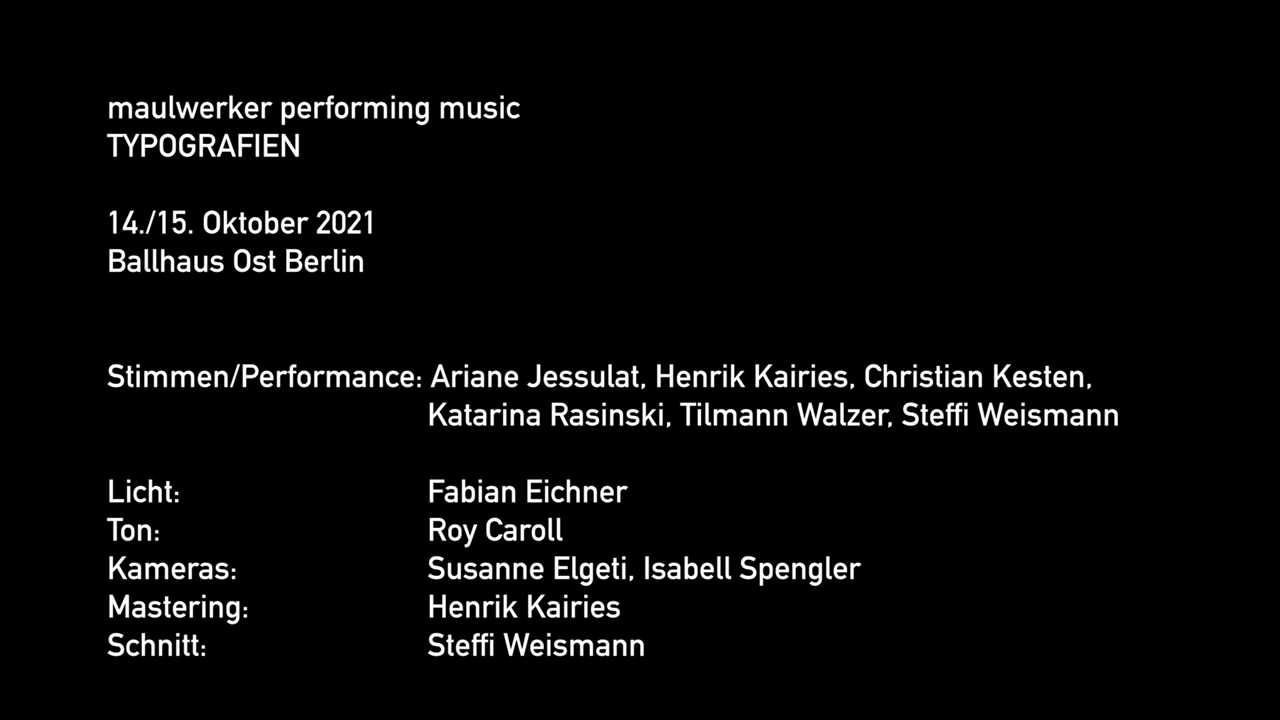 maulwerker performing music
TYPOGRAFIEN
14./15. Oktober 2021
Ballhaus Ost Berlin
Stimmen/Performance: Ariane Jessulat, Henrik Kairies, Christian Kesten,
Katarina Rasinski, Tilmann Walzer, Steffi Weismann
Licht: Fabian Eichner
Ton: Roy Caroll
Kameras: Susanne Elgeti, Isabell Spengler
Mastering: Henrik Kairies
Schnitt: Steffi Weismann